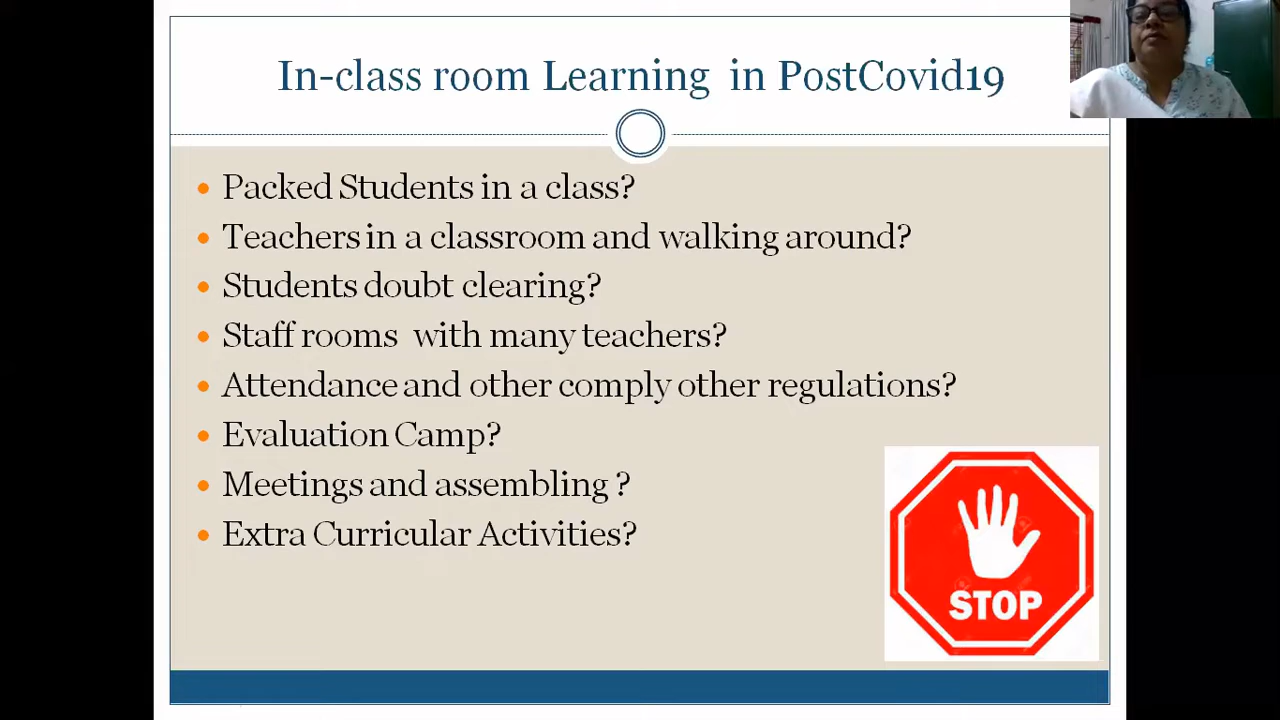 In-class room Learning in PostCovid19
Packed Students in a class?
Teachers in a classroom and walking around?
Students doubt clearing?
Staff rooms with many teachers?
Attendance and other comply other regulations?
Evaluation Camp?
Meetings and assembling ?
Extra Curricular Activities?
STOP